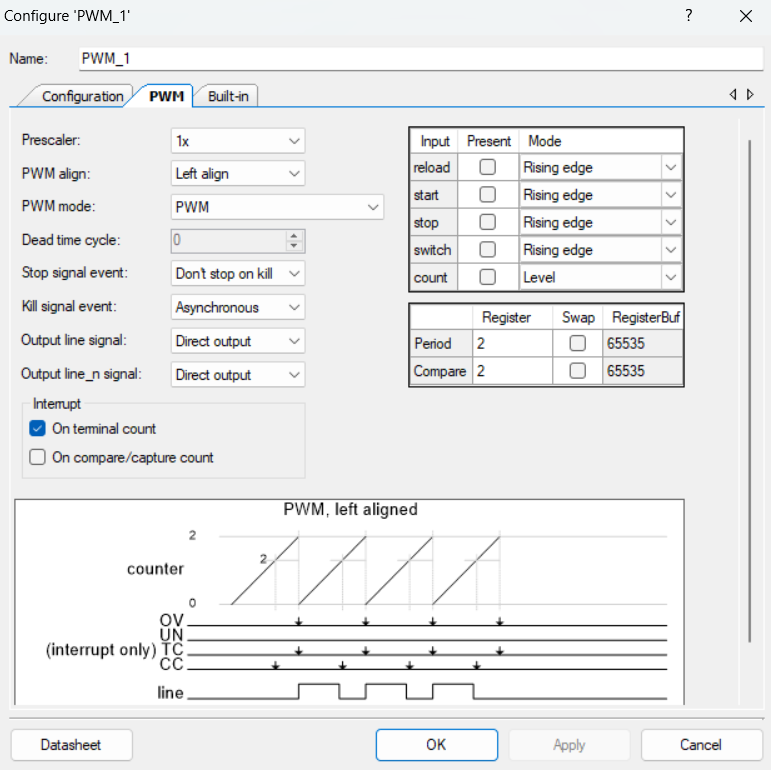 Configure 'PWM_1'
?
Name: PWM_1
Configuration PWM Built-in
Prescaler: 1x
PWM align: Left align
PWM mode: PWM
Dead time cycle: 0
Stop signal event: Don't stop on kill
Kill signal event: Asynchronous
Output line signal: Direct output
Output line_n signal: Direct output
Interrupt
On terminal count
On compare/capture count
Input Present Mode
reload Rising edge
start Rising edge
stop Rising edge
switch Rising edge
count Level
Register Swap RegisterBuf
Period 2 65535
Compare 2 65535
PWM, left aligned
2
2
counter
0
OV
UN
(interrupt only) TC
CC
line
Datasheet OK Apply Cancel